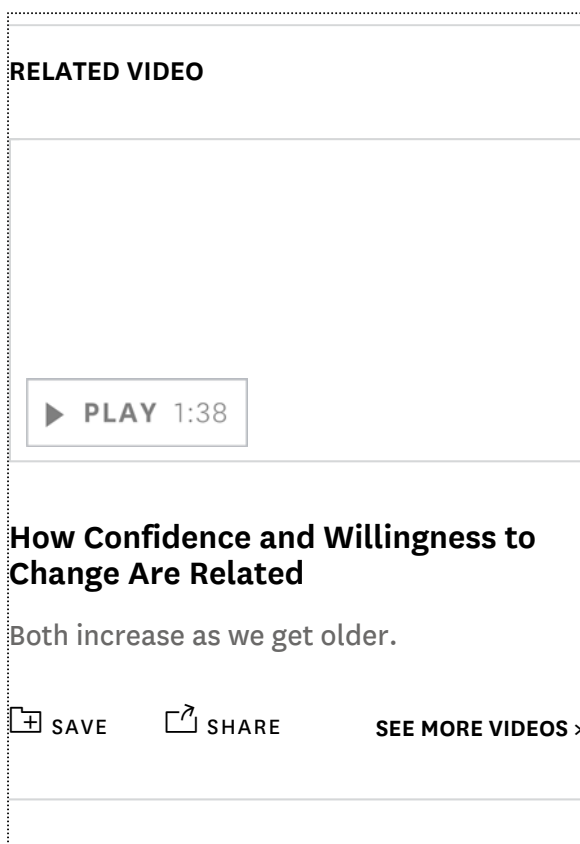 RELATED VIDEO
PLAY 1:38
How Confidence and Willingness to
Change Are Related
Both increase as we get older.
SAVE SHARE SEE MORE VIDEOS >